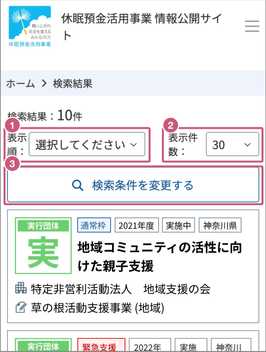 休眠預金活用事業 情報公開サイ
ト
休眠預金活用事業
ホーム > 検索結果
検索結果:10件
1
表示
順:
選択してください
2
表示件
数:
30
3
検索条件を変更する
実行団体
実
通常枠 2021年度 実施中 神奈川県
地域コミュニティの活性に向
けた親子支援
特定非営利活動法人 地域支援の会
草の根活動支援事業 (地域)
実行団体
緊急支援 2022年 実施 神奈川